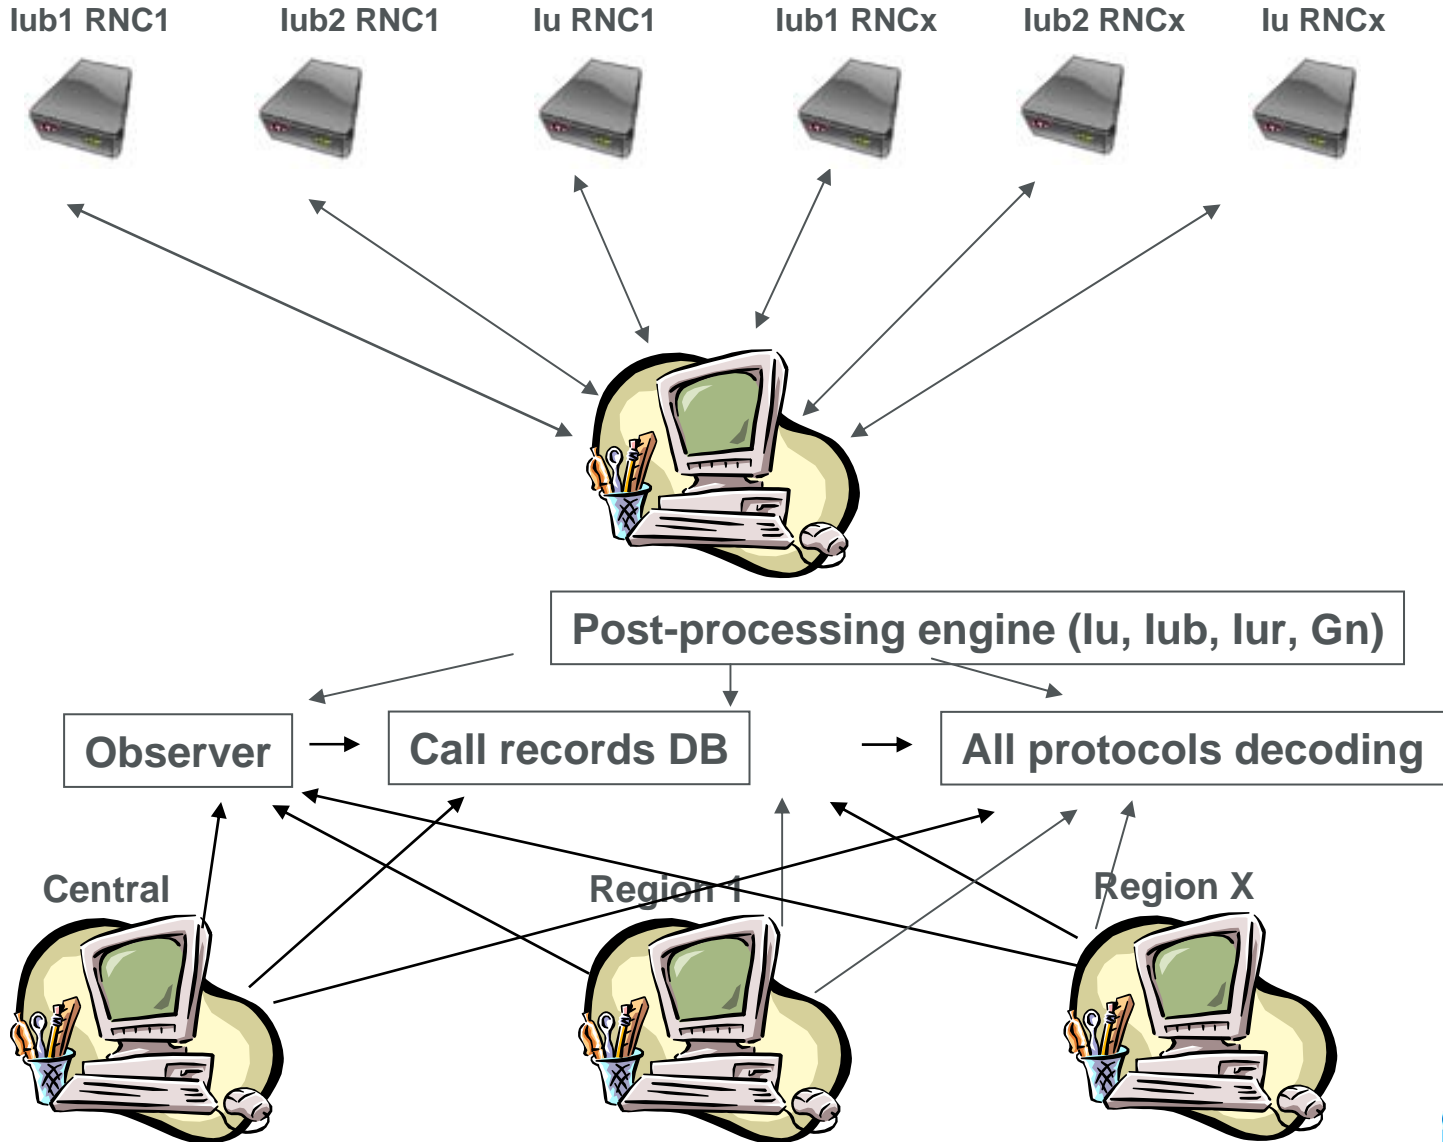 Iub1 RNC1
Iub2 RNC1
Iu RNC1
Iub1 RNCx
Iub2 RNCx
Iu RNCx
Post-processing engine (Iu, Iub, Iur, Gn)
Observer
Call records DB
All protocols decoding
Central
Region 1
Region X